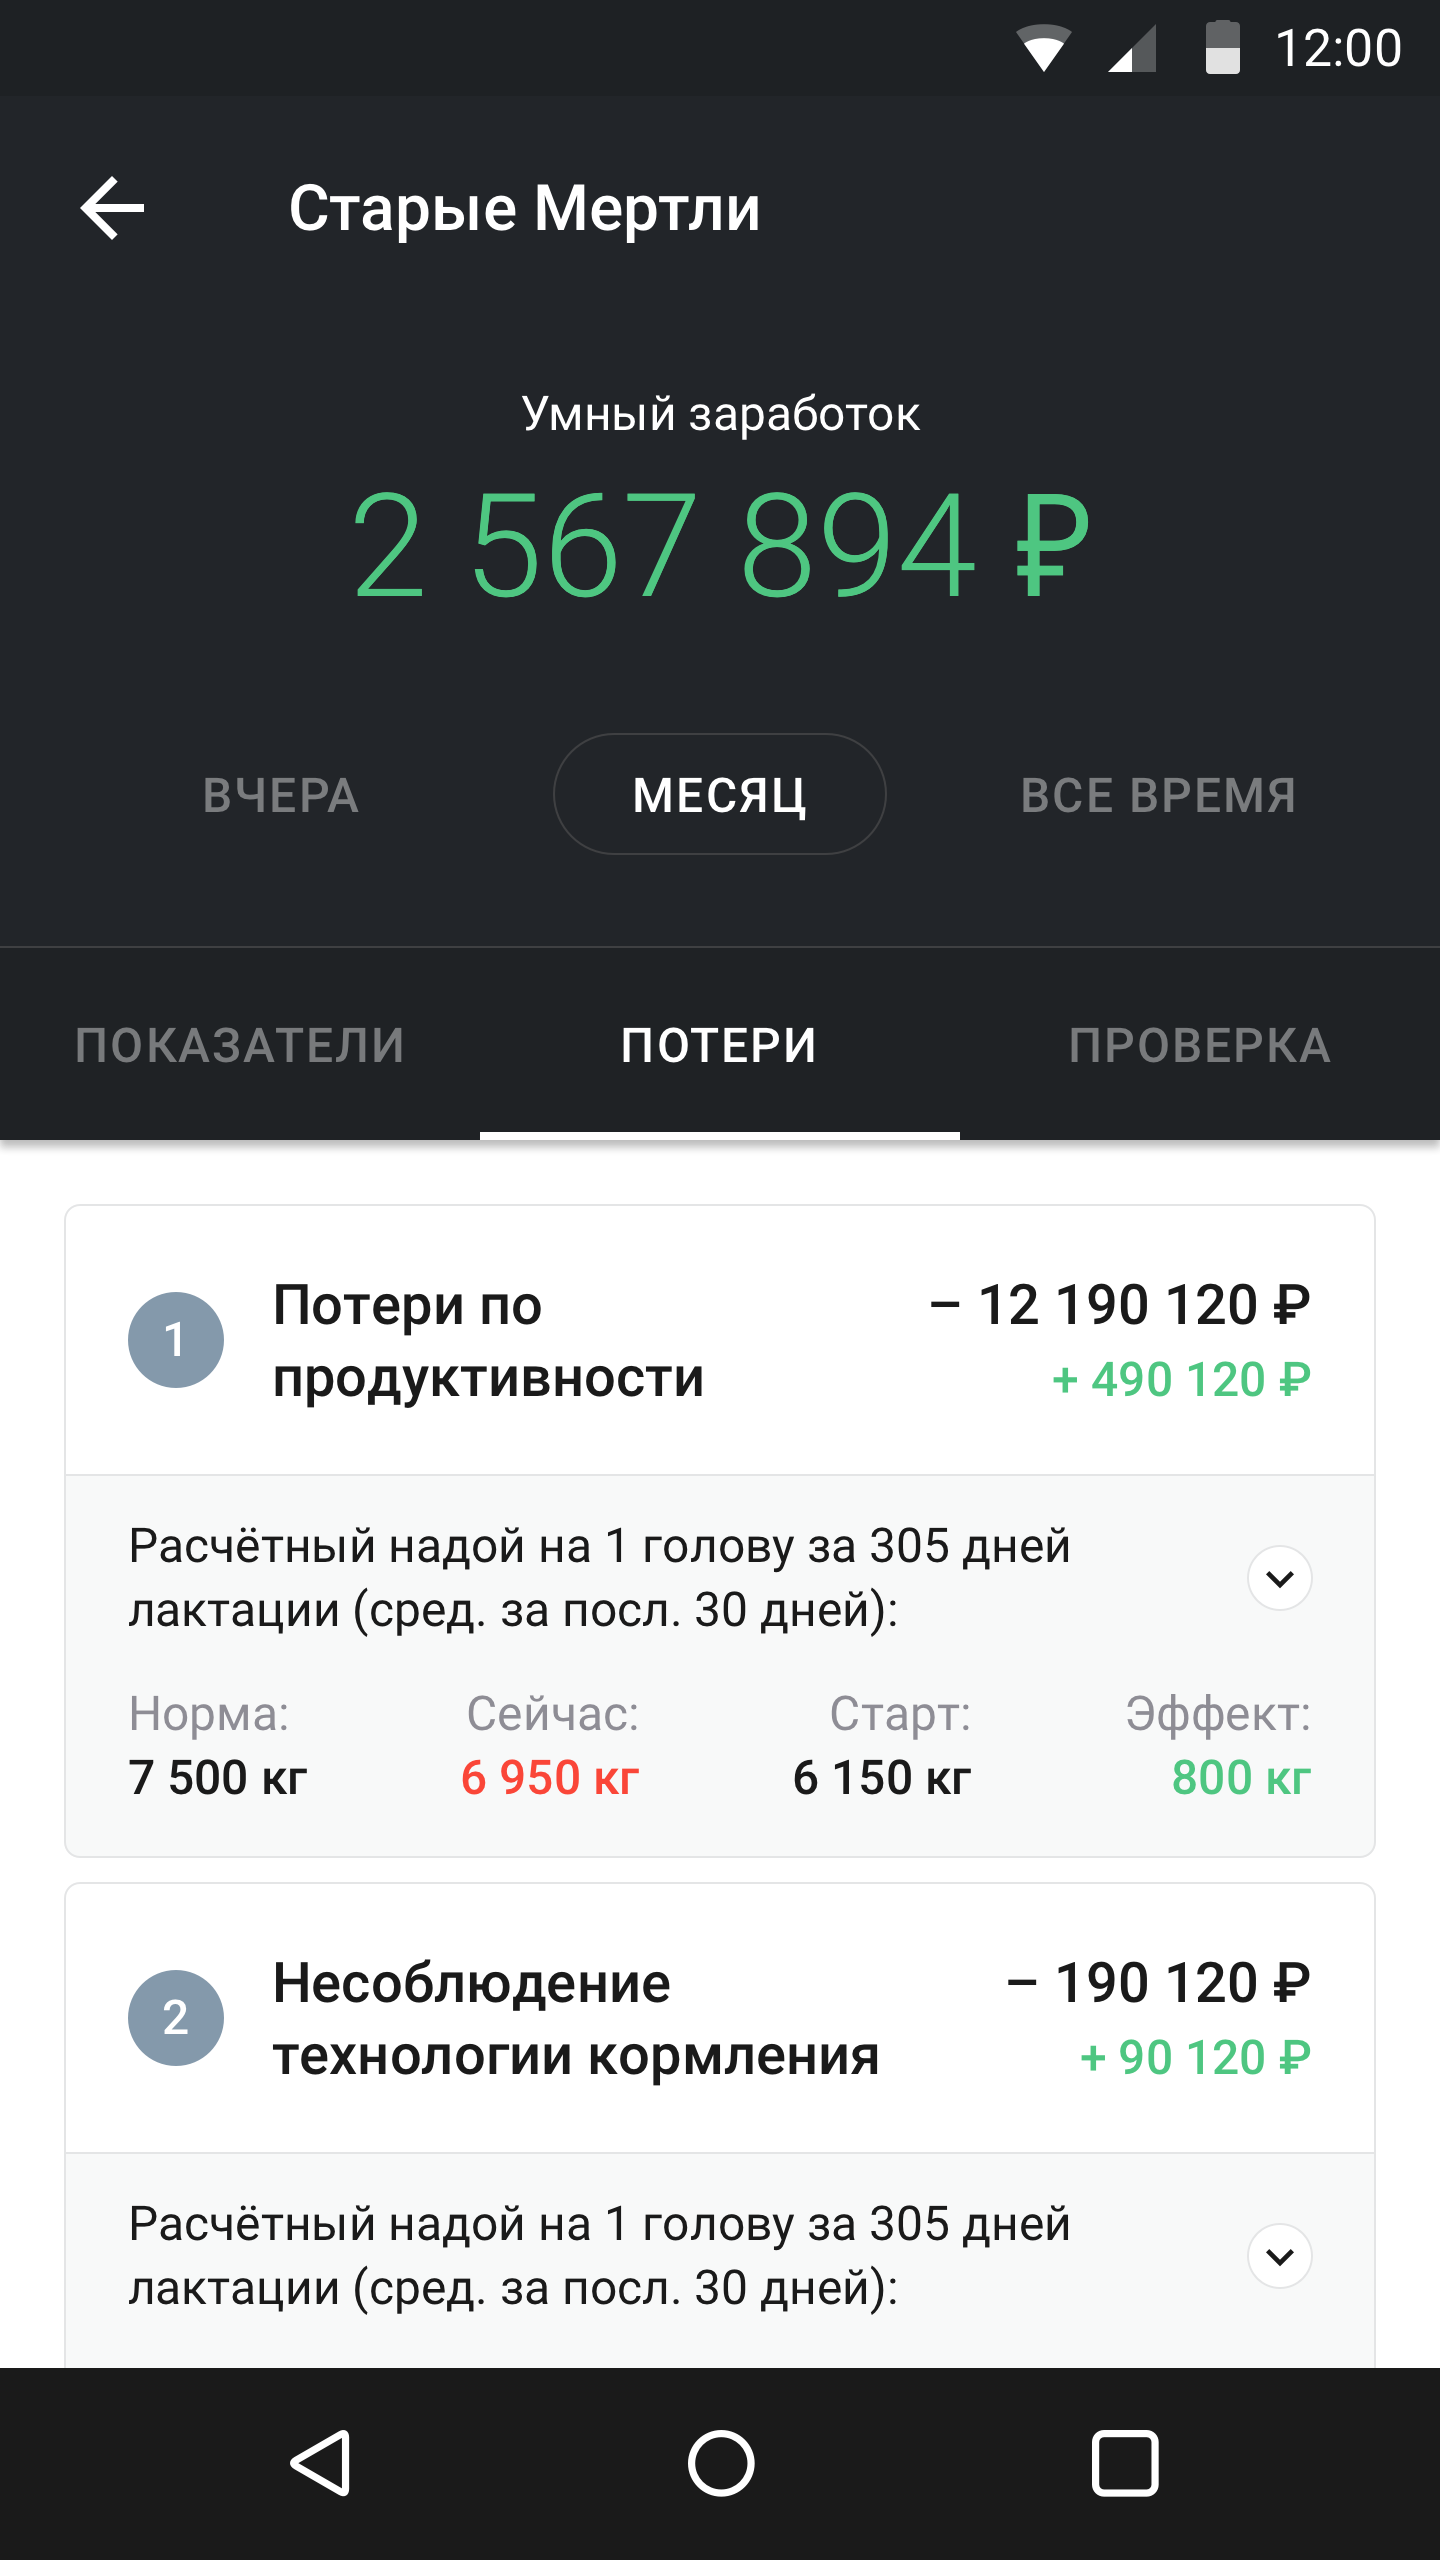 12:00
Старые Мертли
Умный заработок
2 567 894 ₽
ВЧЕРА МЕСЯЦ ВСЕ ВРЕМЯ
ПОКАЗАТЕЛИ ПОТЕРИ ПРОВЕРКА
1
Потери по
продуктивности
– 12 190 120 ₽
+ 490 120 ₽
Расчётный надой на 1 голову за 305 дней
лактации (сред. за посл. 30 дней):
Норма: Сейчас: Старт: Эффект:
7 500 кг 6 950 кг 6 150 кг 800 кг
2
Несоблюдение
технологии кормления
– 190 120 ₽
+ 90 120 ₽
Расчётный надой на 1 голову за 305 дней
лактации (сред. за посл. 30 дней):